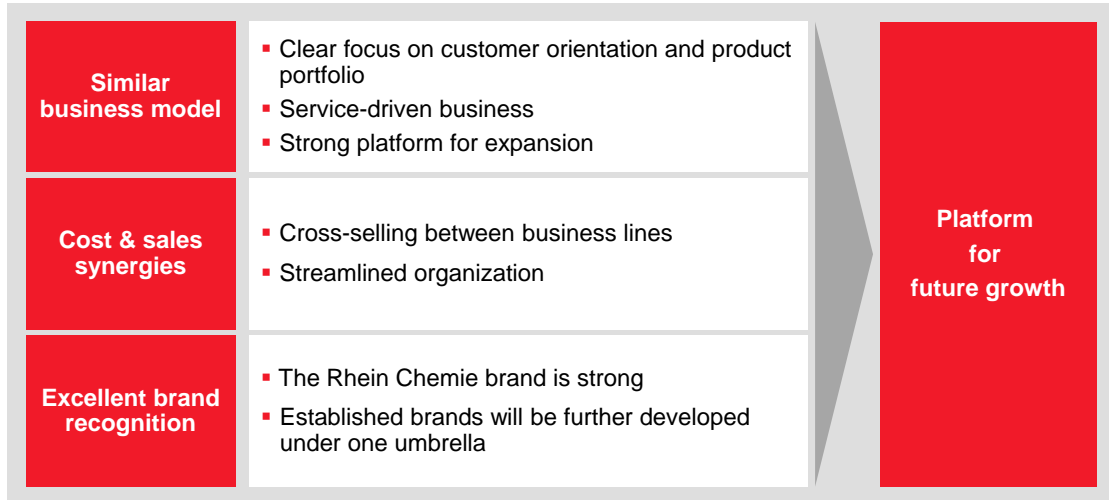 Similar
business model
▪ Clear focus on customer orientation and product
portfolio
▪ Service-driven business
▪ Strong platform for expansion
Cost & sales
synergies
▪ Cross-selling between business lines
▪ Streamlined organization
Excellent brand
recognition
▪ The Rhein Chemie brand is strong
▪ Established brands will be further developed
under one umbrella
Platform
for
future growth